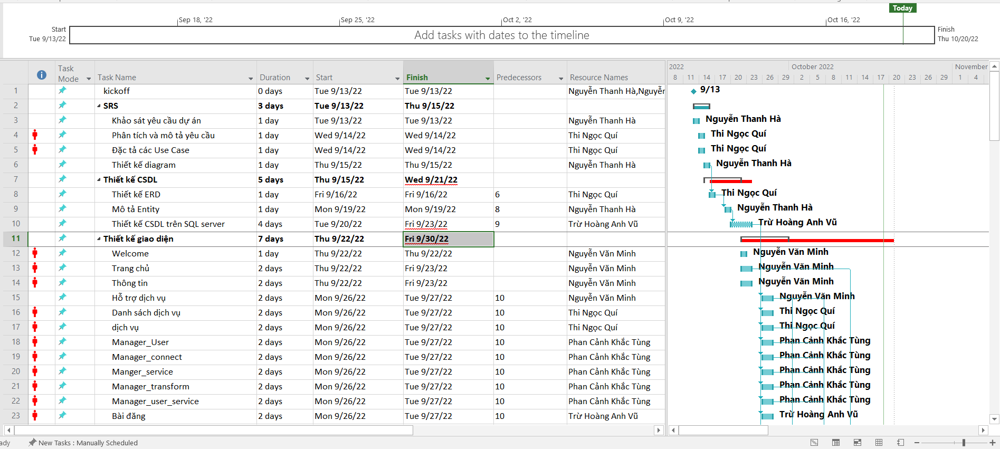 Today
Sep 18, '22 Sep 25, '22 Oct 2, '22 Oct 9, '22 Oct 16, '22
Start
Tue 9/13/22
Add tasks with dates to the timeline
Finish
Thu 10/20/22
Task Mode Task Name Duration Start Finish Predecessors Resource Names
1 kickoff 0 days Tue 9/13/22 Tue 9/13/22 Nguyễn Thanh Hà,Nguyễn
2 SRS 3 days Tue 9/13/22 Thu 9/15/22
3 Khảo sát yêu cầu dự án 1 day Tue 9/13/22 Tue 9/13/22 Nguyễn Thanh Hà
4 Phân tích và mô tả yêu cầu 1 day Wed 9/14/22 Wed 9/14/22 Thi Ngọc Quí
5 Đặc tả các Use Case 1 day Wed 9/14/22 Wed 9/14/22 Thi Ngọc Quí
6 Thiết kế diagram 1 day Thu 9/15/22 Thu 9/15/22 Nguyễn Thanh Hà
7 Thiết kế CSDL 5 days Thu 9/15/22 Wed 9/21/22
8 Thiết kế ERD 1 day Fri 9/16/22 Fri 9/16/22 6 Thi Ngọc Quí
9 Mô tả Entity 1 day Mon 9/19/22 Mon 9/19/22 8 Nguyễn Thanh Hà
10 Thiết kế CSDL trên SQL server 4 days Tue 9/20/22 Fri 9/23/22 9 Trừ Hoàng Anh Vũ
11 Thiết kế giao diện 7 days Thu 9/22/22 Fri 9/30/22
12 Welcome 1 day Thu 9/22/22 Thu 9/22/22 Nguyễn Văn Minh
13 Trang chủ 2 days Thu 9/22/22 Fri 9/23/22 Nguyễn Văn Minh
14 Thông tin 2 days Thu 9/22/22 Fri 9/23/22 Nguyễn Văn Minh
15 Hỗ trợ dịch vụ 2 days Mon 9/26/22 Tue 9/27/22 10 Nguyễn Văn Minh
16 Danh sách dịch vụ 2 days Mon 9/26/22 Tue 9/27/22 10 Thi Ngọc Quí
17 dịch vụ 2 days Mon 9/26/22 Tue 9/27/22 10 Thi Ngọc Quí
18 Manager_User 2 days Mon 9/26/22 Tue 9/27/22 10 Phan Cảnh Khắc Tùng
19 Manager_connect 2 days Mon 9/26/22 Tue 9/27/22 10 Phan Cảnh Khắc Tùng
20 Manger_service 2 days Mon 9/26/22 Tue 9/27/22 10 Phan Cảnh Khắc Tùng
21 Manager_transform 2 days Mon 9/26/22 Tue 9/27/22 10 Phan Cảnh Khắc Tùng
22 Manager_user_service 2 days Mon 9/26/22 Tue 9/27/22 10 Phan Cảnh Khắc Tùng
23 Bài đăng 2 days Mon 9/26/22 Tue 9/27/22 10 Trừ Hoàng Anh Vũ
2022 October 2022 November
8 11 14 17 20 23 26 29 2 5 8 11 14 17 20 23 26 29 1 4
9/13
Nguyễn Thanh Hà
Thi Ngọc Quí
Thi Ngọc Quí
Nguyễn Thanh Hà
Thi Ngọc Quí
Nguyễn Thanh Hà
Trừ Hoàng Anh Vũ
Nguyễn Văn Minh
Nguyễn Văn Minh
Nguyễn Văn Minh
Nguyễn Văn Minh
Thi Ngọc Quí
Thi Ngọc Quí
Phan Cảnh Khắc Tùng
Phan Cảnh Khắc Tùng
Phan Cảnh Khắc Tùng
Phan Cảnh Khắc Tùng
Phan Cảnh Khắc Tùng
Trừ Hoàng Anh Vũ
ady New Tasks : Manually Scheduled